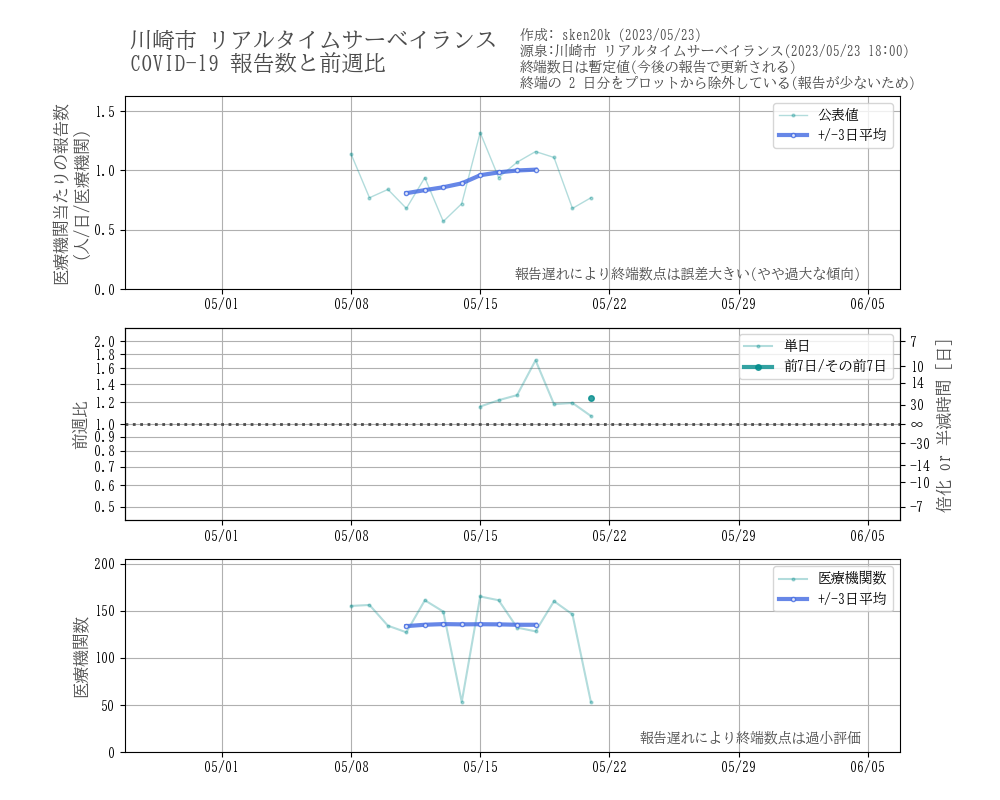 川崎市 リアルタイムサーベイランス
COVID-19 報告数と前週比
作成: sken20k (2023/05/23)
源泉:川崎市 リアルタイムサーベイランス(2023/05/23 18:00)
終端数日は暫定値(今後の報告で更新される)
終端の 2 日分をプロットから除外している(報告が少ないため)
医療機関当たりの報告数
(人/日/医療機関)
1.5
1.0
0.5
0.0
公表値
+/-3日平均
報告遅れにより終端数点は誤差大きい(やや過大な傾向)
05/01 05/08 05/15 05/22 05/29 06/05
前週比
2.0
1.8
1.6
1.4
1.2
1.0
0.9
0.8
0.7
0.6
0.5
単日
前7日/その前7日
7
10
14
30
∞
-30
-14
-10
-7
倍化 or 半減時間 [日]
05/01 05/08 05/15 05/22 05/29 06/05
医療機関数
200
150
100
50
0
医療機関数
+/-3日平均
報告遅れにより終端数点は過小評価
05/01 05/08 05/15 05/22 05/29 06/05